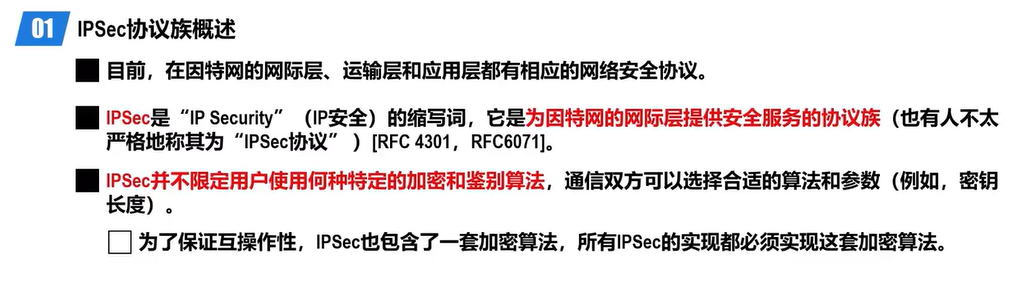 01 IPSec协议族概述
目前，在因特网的网际层、运输层和应用层都有相应的网络安全协议。
IPSec是“IP Security”（IP安全）的缩写词，它是为因特网的网际层提供安全服务的协议族（也有人不太
严格地称其为“IPSec协议”）[RFC 4301，RFC6071]。
IPSec并不限定用户使用何种特定的加密和鉴别算法，通信双方可以选择合适的算法和参数（例如，密钥
长度）。
为了保证互操作性，IPSec也包含了一套加密算法，所有IPSec的实现都必须实现这套加密算法。